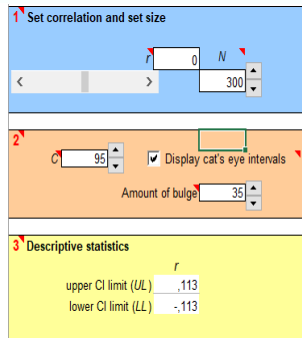 1 Set correlation and set size
r 0 N
300
2
C 95 Display cat's eye intervals
Amount of bulge 35
3 Descriptive statistics
r
upper CI limit (UL) ,113
lower CI limit (LL) -,113